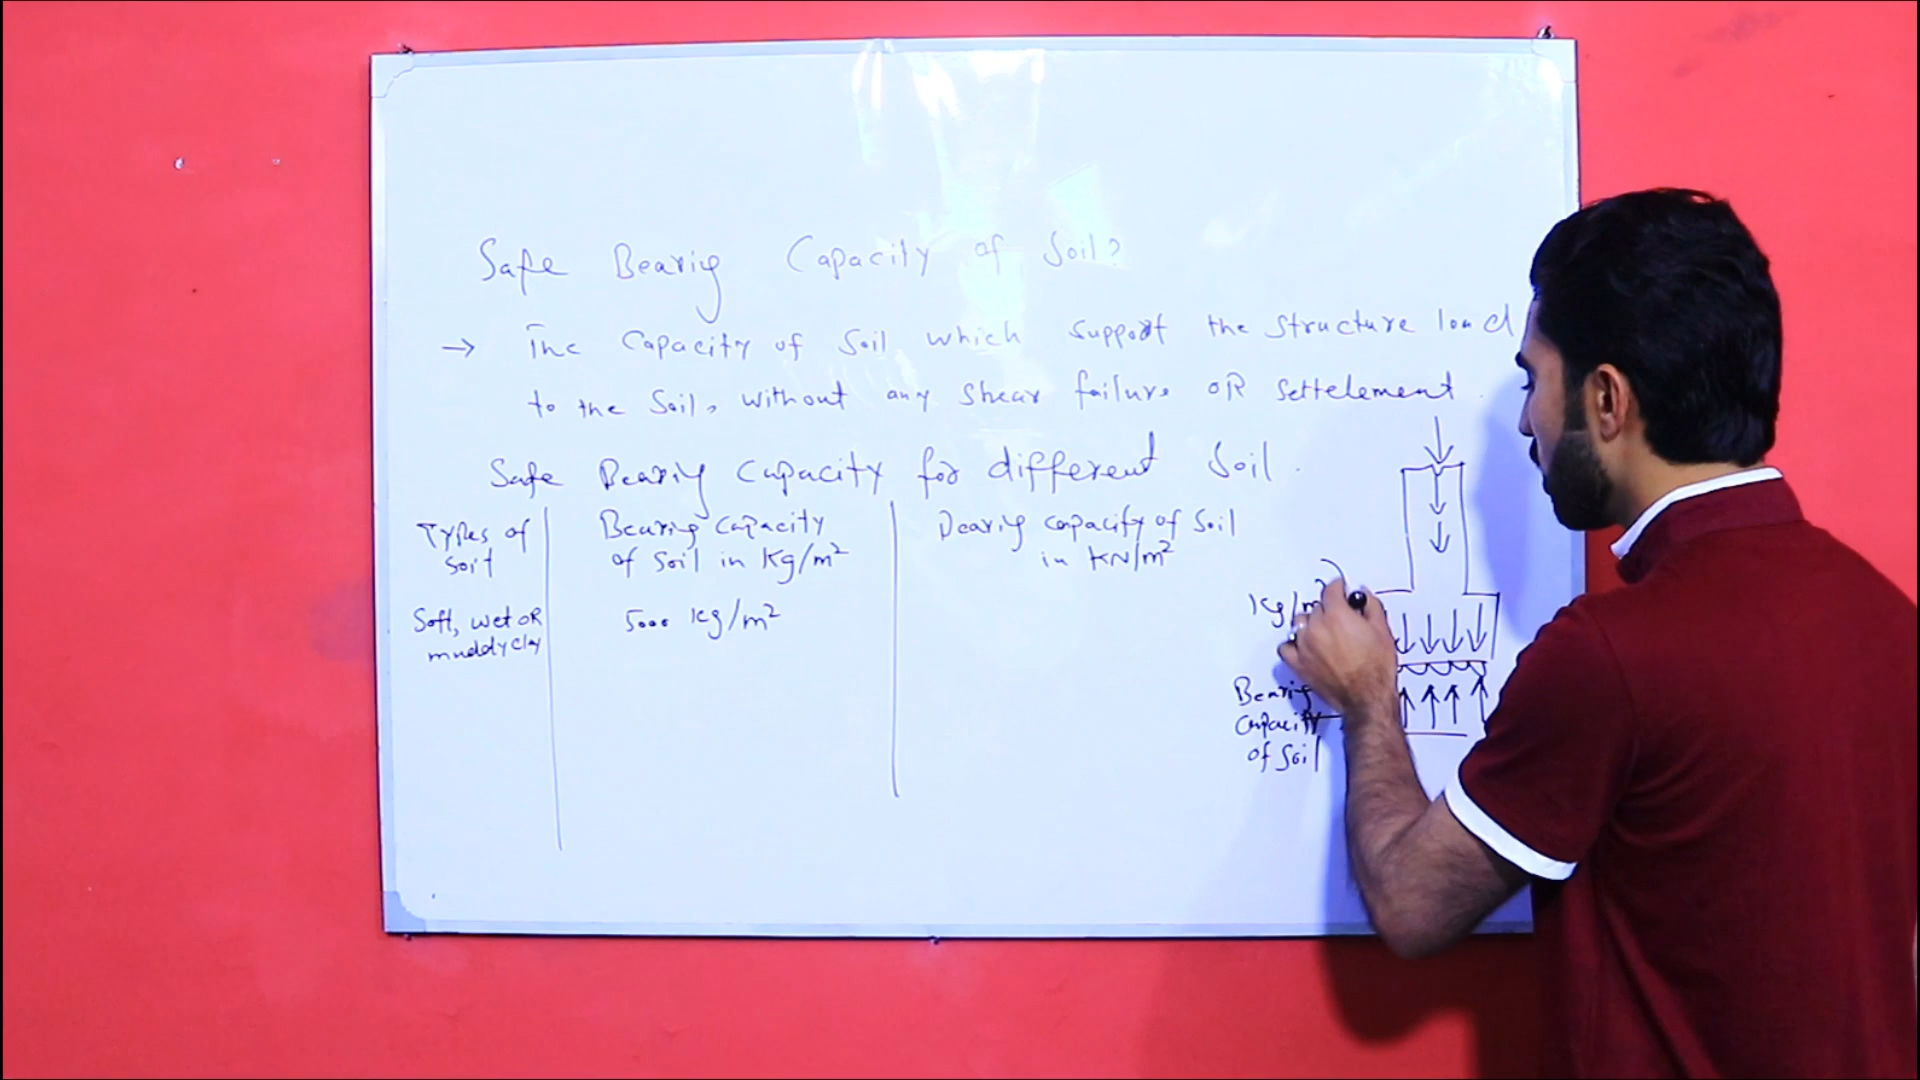 Safe Bearig Capacity of Soil?
→ The Capacity of Soil which support the structure load
to the Soil, without any shear failure OR settelement.
Safe Bearig Capacity for different Soil.
Types of
soil
Bearing Capacity
of Soil in Kg/m²
Bearig capacity of Soil
in KN/m²
Soft, wet OR
muddy clay
5000 kg/m²
kg/m²
Bearing
Capacity
of Soil